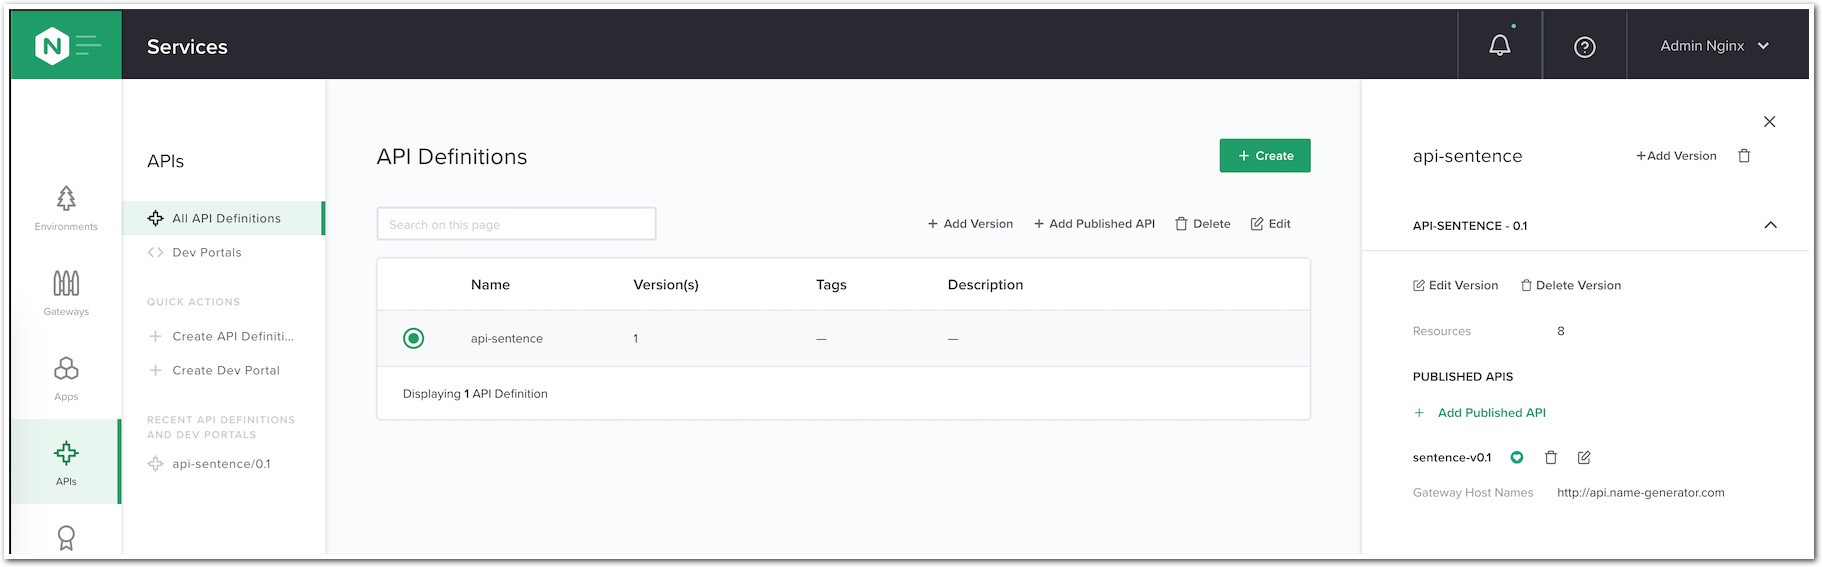 N
Services
Admin Nginx
Environments
Gateways
Apps
APIs
APIs
All API Definitions
Dev Portals
QUICK ACTIONS
Create API Definiti...
Create Dev Portal
RECENT API DEFINITIONS
AND DEV PORTALS
api-sentence/0.1
API Definitions
+ Create
Search on this page
+ Add Version
+ Add Published API
Delete
Edit
Name Version(s) Tags Description
api-sentence 1 — —
Displaying 1 API Definition
api-sentence
+Add Version
API-SENTENCE - 0.1
Edit Version
Delete Version
Resources 8
PUBLISHED APIS
+ Add Published API
sentence-v0.1
Gateway Host Names http://api.name-generator.com